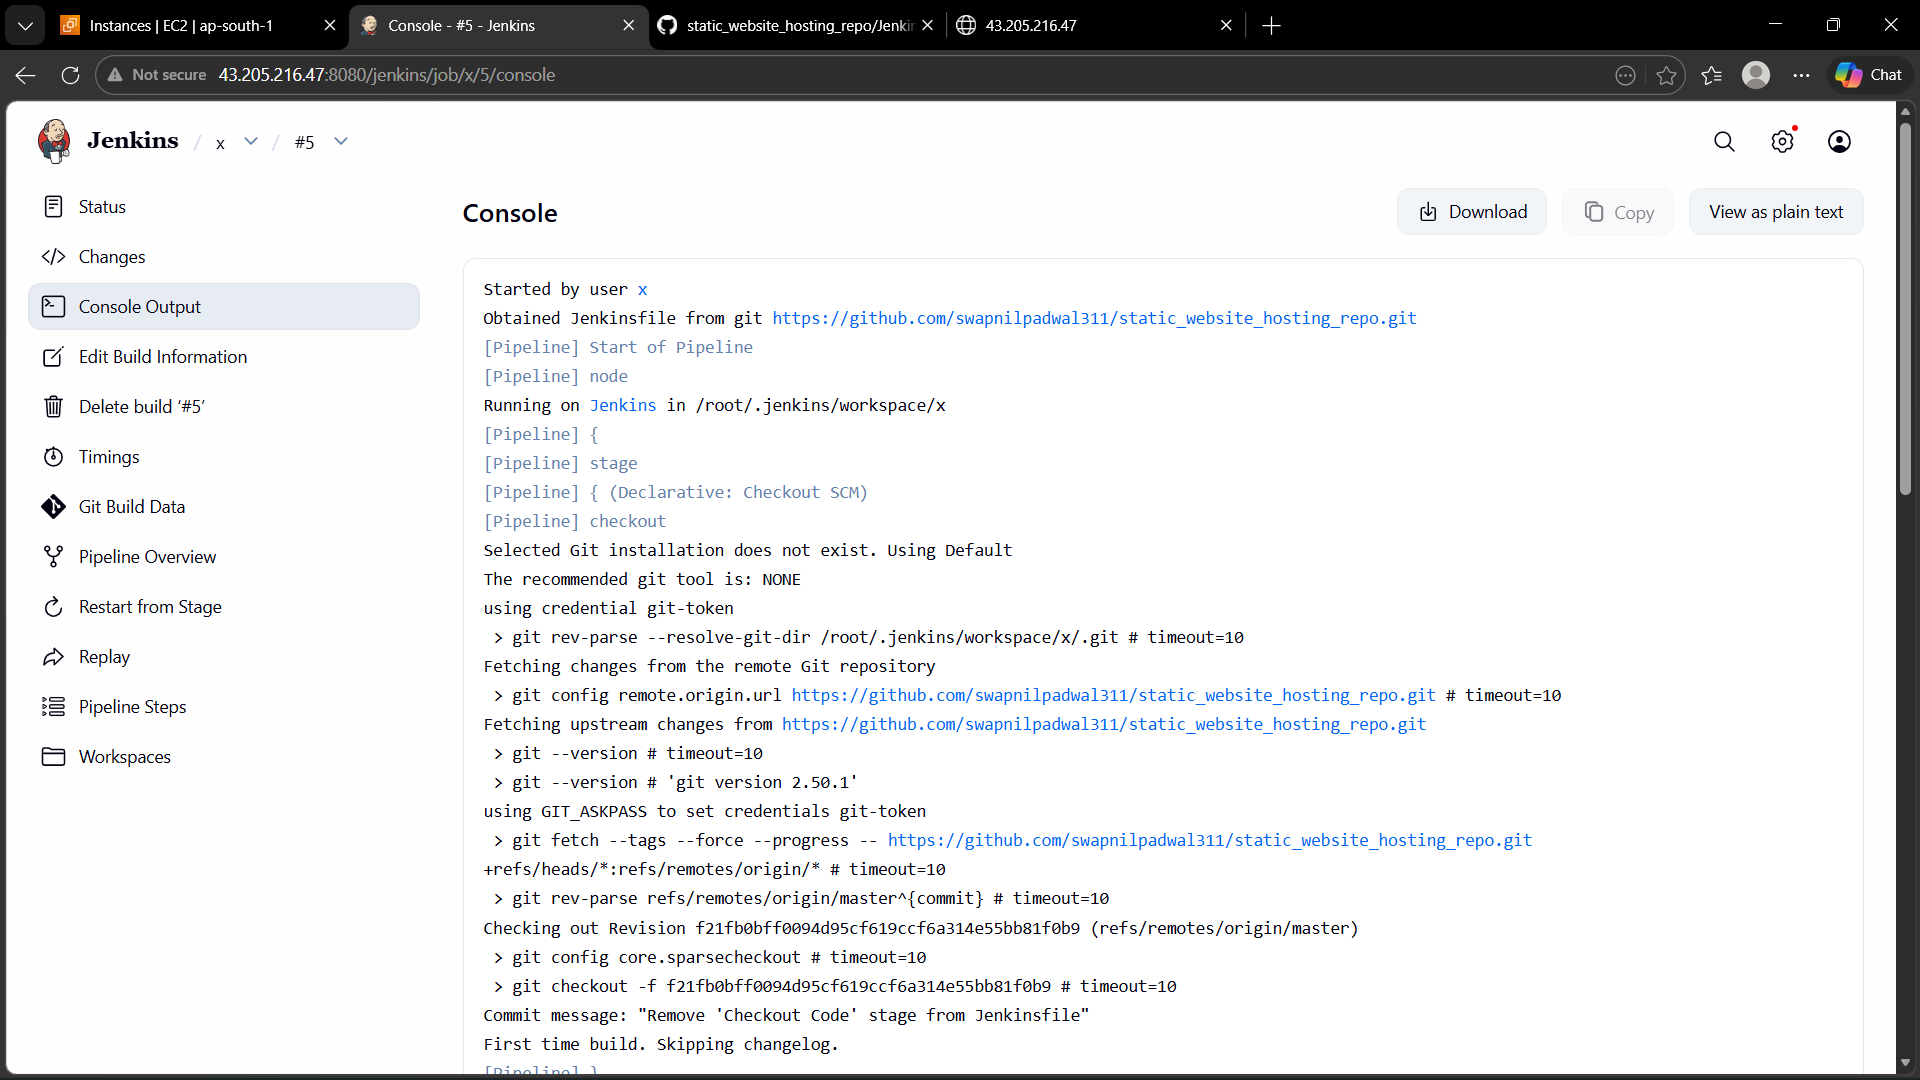 Instances | EC2 | ap-south-1
Console - #5 - Jenkins
static_website_hosting_repo/Jenkin
43.205.216.47
Not secure 43.205.216.47:8080/jenkins/job/x/5/console
Chat
Jenkins / x / #5
Status
Changes
Console Output
Edit Build Information
Delete build ‘#5’
Timings
Git Build Data
Pipeline Overview
Restart from Stage
Replay
Pipeline Steps
Workspaces
Console
Download
Copy
View as plain text
Started by user x
Obtained Jenkinsfile from git https://github.com/swapnilpadwal311/static_website_hosting_repo.git
[Pipeline] Start of Pipeline
[Pipeline] node
Running on Jenkins in /root/.jenkins/workspace/x
[Pipeline] {
[Pipeline] stage
[Pipeline] { (Declarative: Checkout SCM)
[Pipeline] checkout
Selected Git installation does not exist. Using Default
The recommended git tool is: NONE
using credential git-token
> git rev-parse --resolve-git-dir /root/.jenkins/workspace/x/.git # timeout=10
Fetching changes from the remote Git repository
> git config remote.origin.url https://github.com/swapnilpadwal311/static_website_hosting_repo.git # timeout=10
Fetching upstream changes from https://github.com/swapnilpadwal311/static_website_hosting_repo.git
> git --version # timeout=10
> git --version # 'git version 2.50.1'
using GIT_ASKPASS to set credentials git-token
> git fetch --tags --force --progress -- https://github.com/swapnilpadwal311/static_website_hosting_repo.git
+refs/heads/*:refs/remotes/origin/* # timeout=10
> git rev-parse refs/remotes/origin/master^{commit} # timeout=10
Checking out Revision f21fb0bff0094d95cf619ccf6a314e55bb81f0b9 (refs/remotes/origin/master)
> git config core.sparsecheckout # timeout=10
> git checkout -f f21fb0bff0094d95cf619ccf6a314e55bb81f0b9 # timeout=10
Commit message: "Remove 'Checkout Code' stage from Jenkinsfile"
First time build. Skipping changelog.
[Pipeline] }